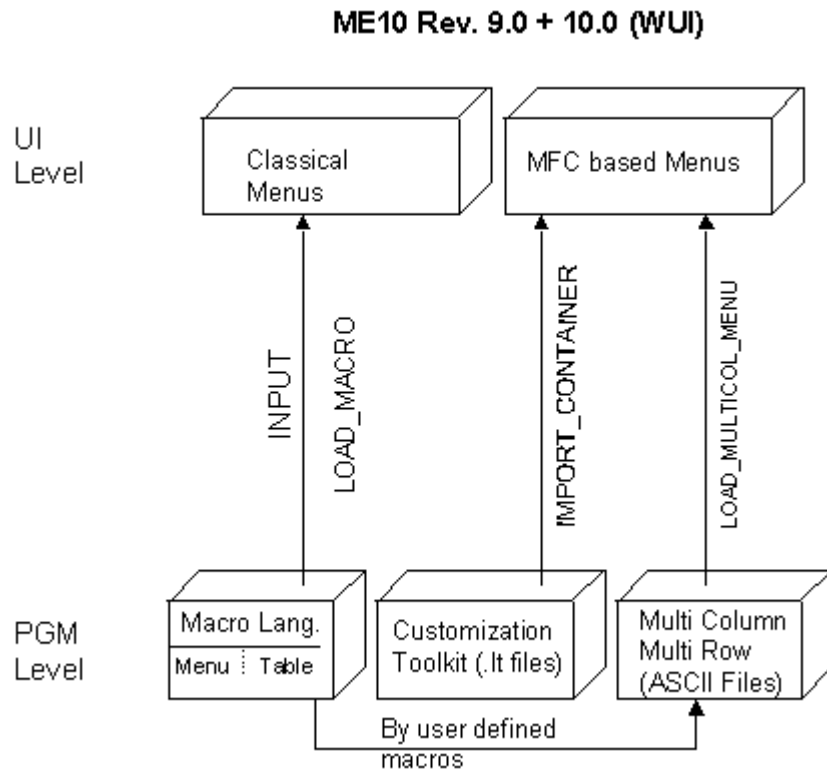 ME10 Rev. 9.0 + 10.0 (WUI)
UI
Level
Classical
Menus
MFC based Menus
INPUT
LOAD_MACRO
IMPORT_CONTAINER
LOAD_MULTICOL_MENU
PGM
Level
Macro Lang.
Menu
Table
Customization
Toolkit (.lt files)
Multi Column
Multi Row
(ASCII Files)
By user defined
macros